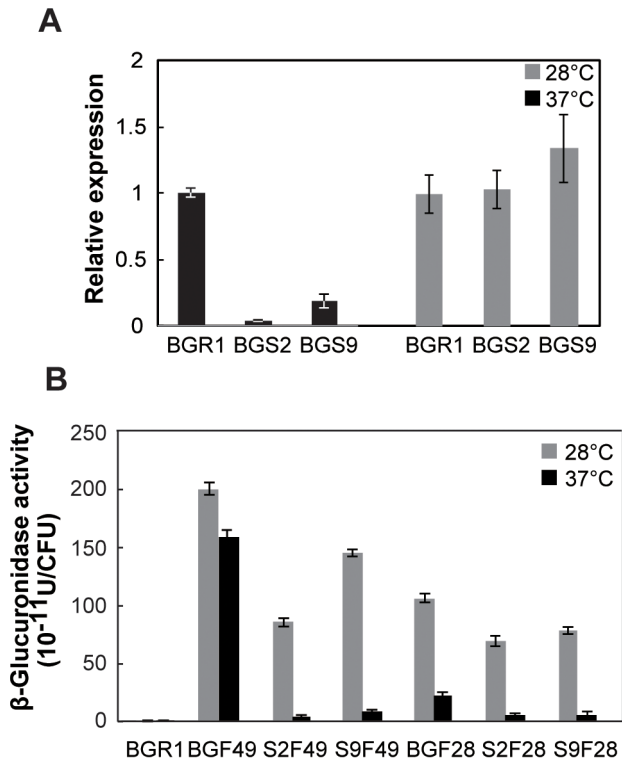 A
Relative expression
2
1.5
1
0.5
0
28°C
37°C
BGR1 BGS2 BGS9 BGR1 BGS2 BGS9
B
β-Glucuronidase activity
(10-11U/CFU)
250
200
150
100
50
0
28°C
37°C
BGR1 BGF49 S2F49 S9F49 BGF28 S2F28 S9F28